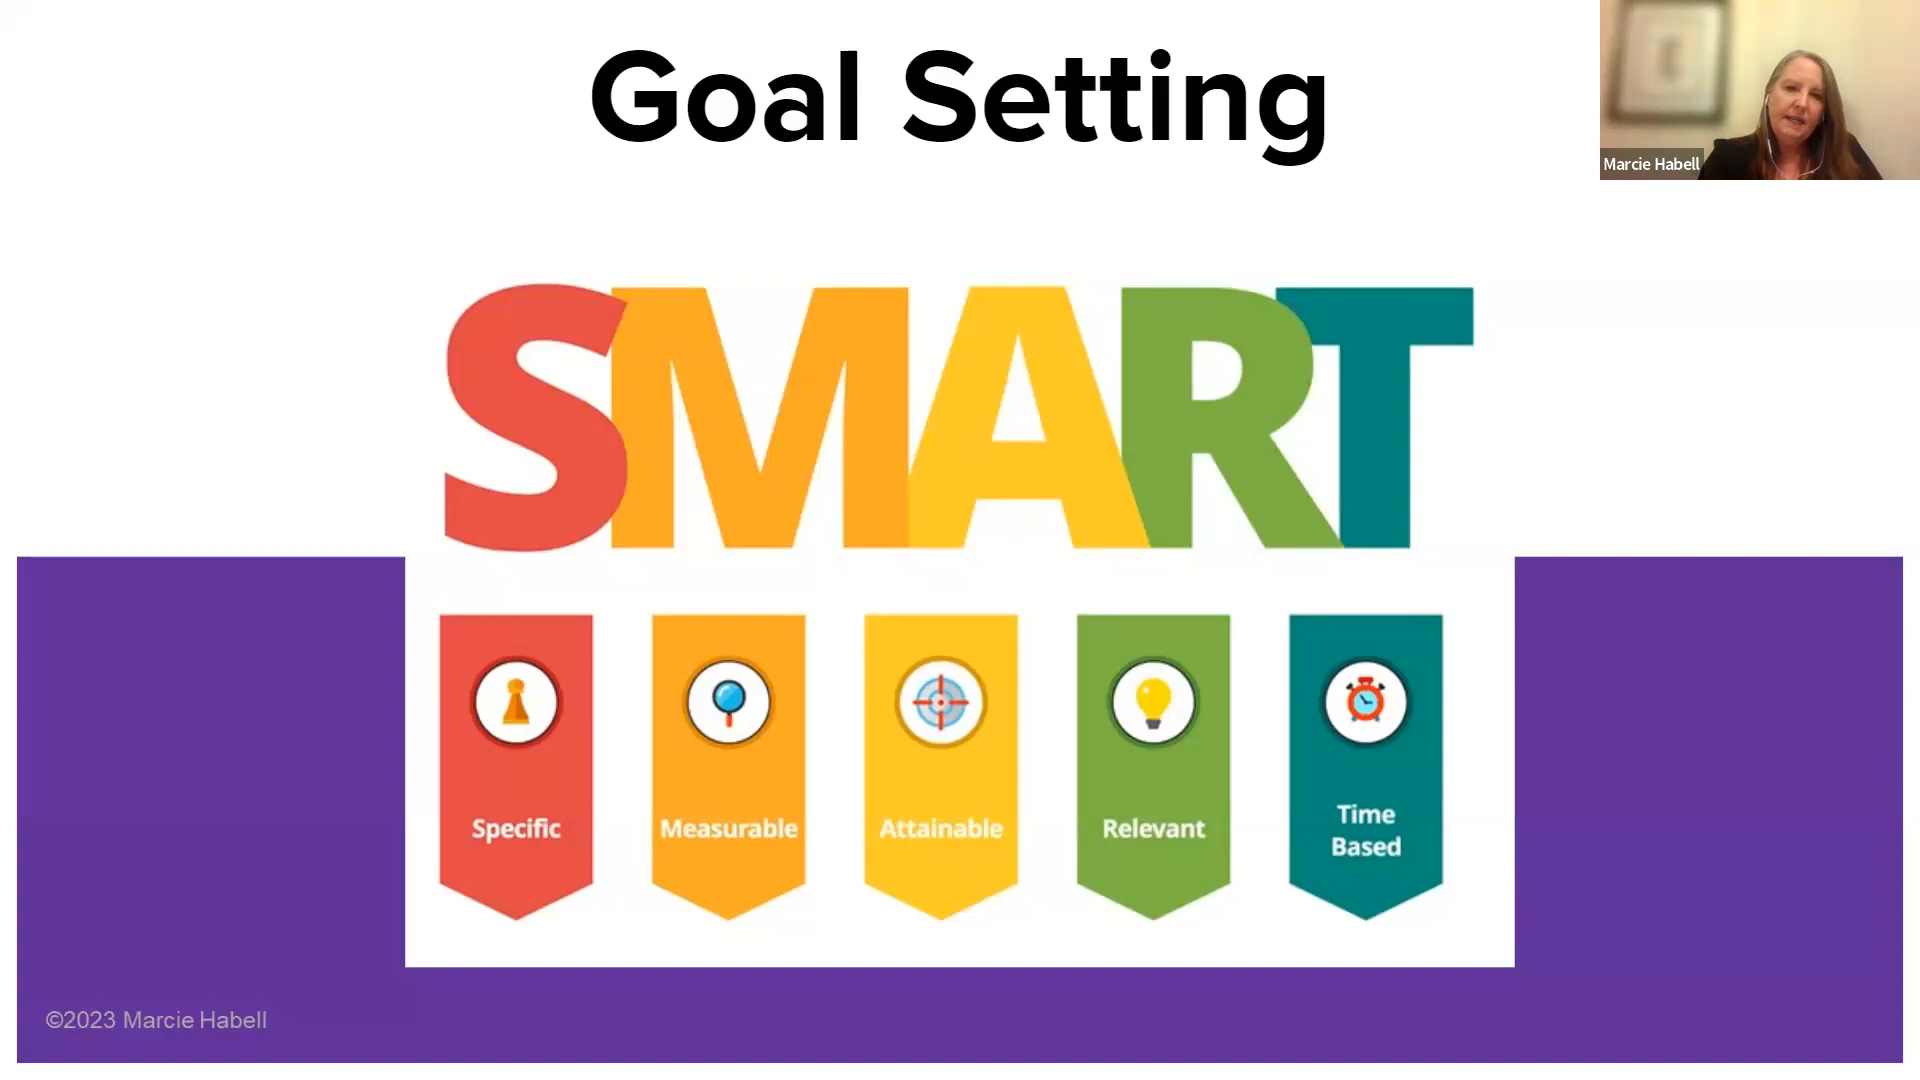 Goal Setting
Marcie Habell
SMART
Specific
Measurable
Attainable
Relevant
Time
Based
©2023 Marcie Habell